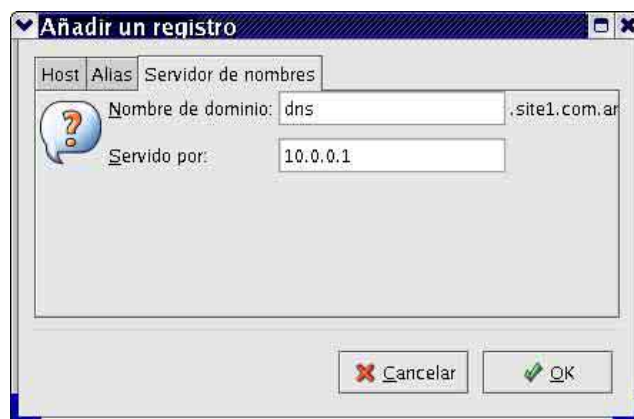 Añadir un registro
Host Alias Servidor de nombres
Nombre de dominio: dns .site1.com.ar
Servido por: 10.0.0.1
Cancelar OK